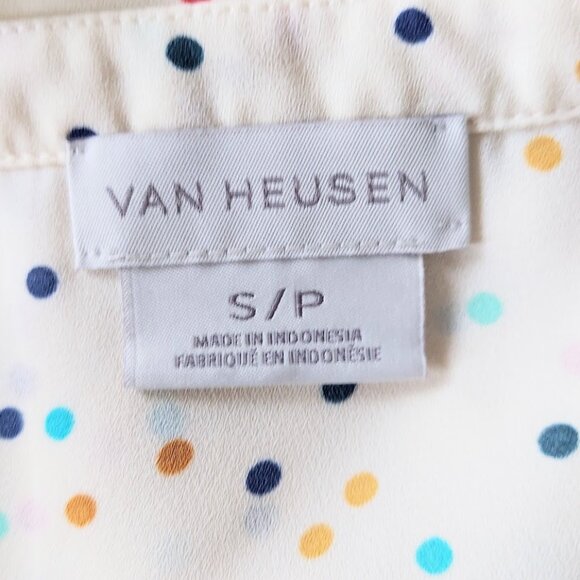 VAN HEUSEN
S/P
MADE IN INDONESIA
FABRIQUÉ EN INDONÉSIE